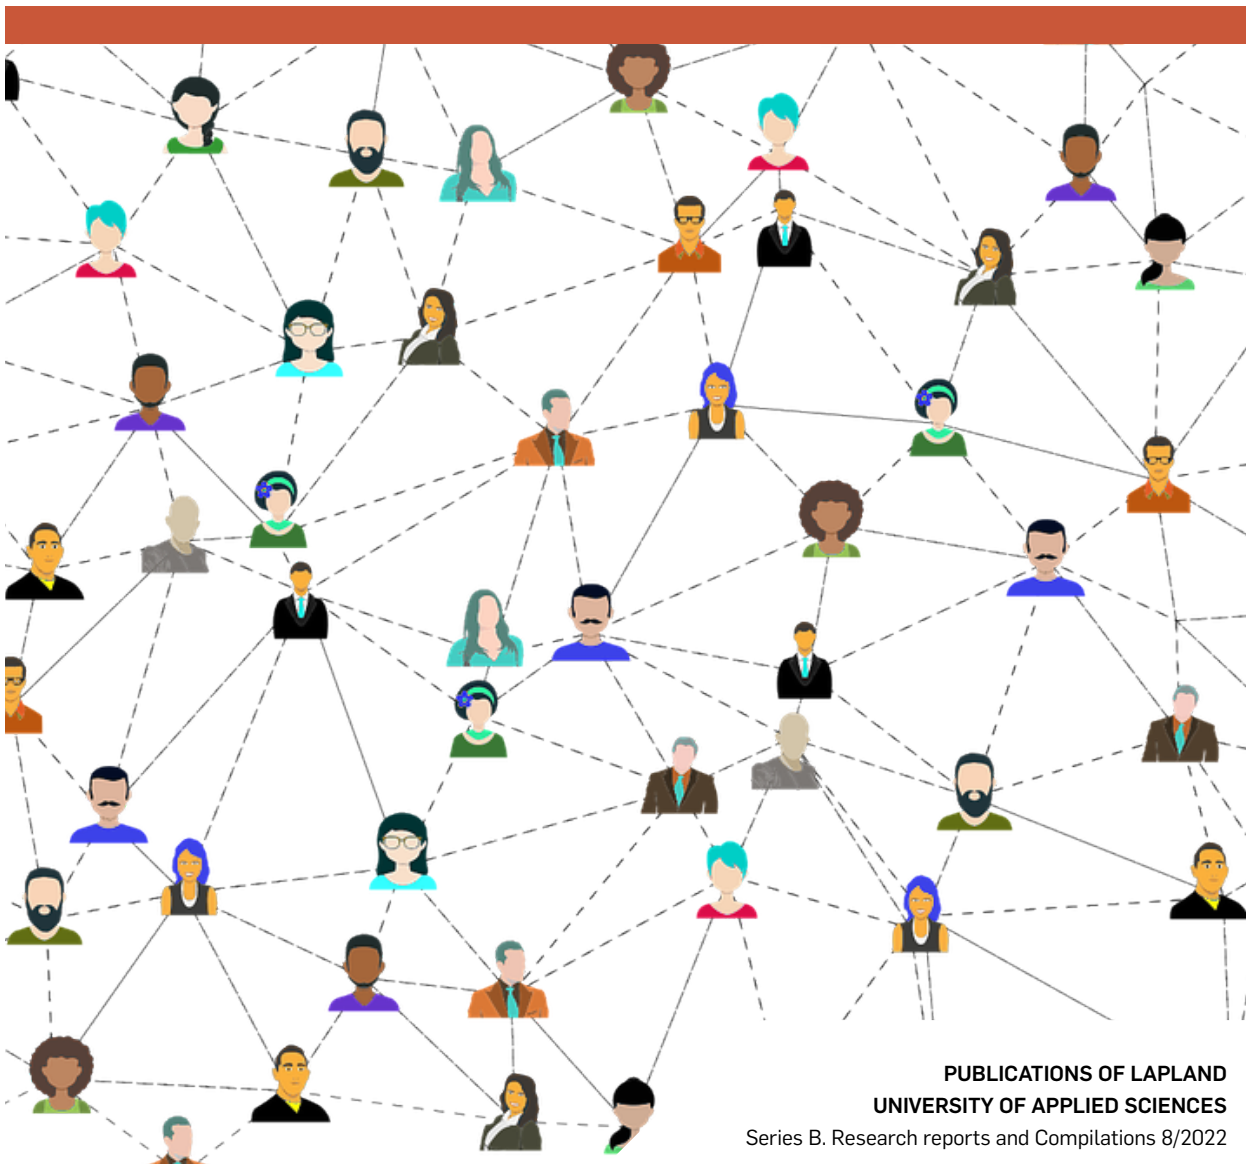 PUBLICATIONS OF LAPLAND
UNIVERSITY OF APPLIED SCIENCES
Series B. Research reports and Compilations 8/2022